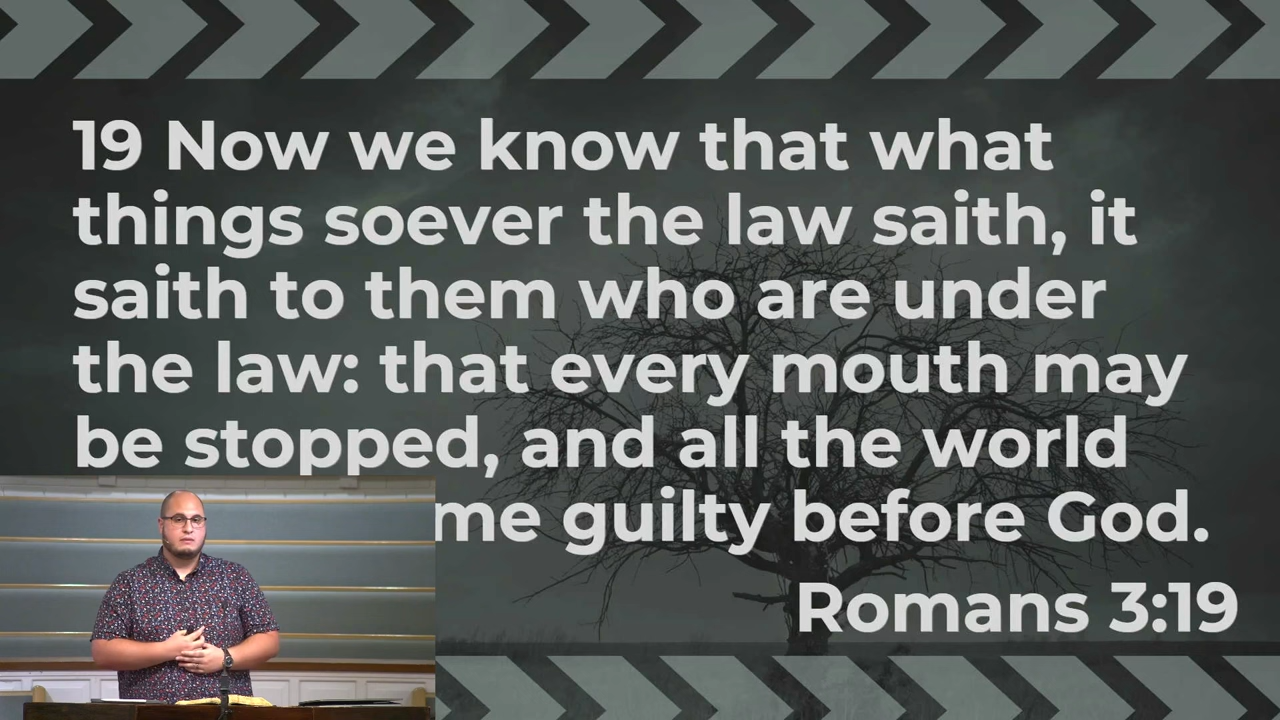 19 Now we know that what
things soever the law saith, it
saith to them who are under
the law: that every mouth may
be stopped, and all the world
me guilty before God.
Romans 3:19